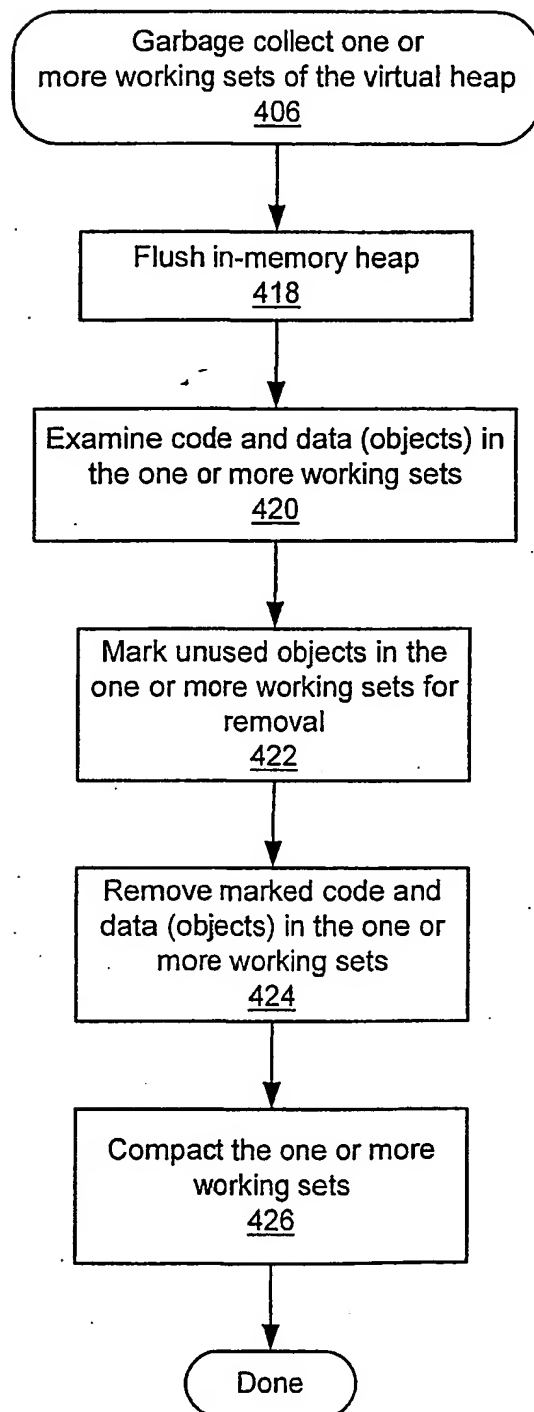 Garbage collect one or
more working sets of the virtual heap
406
Flush in-memory heap
418
Examine code and data (objects) in
the one or more working sets
420
Mark unused objects in the
one or more working sets for
removal
422
Remove marked code and
data (objects) in the one or
more working sets
424
Compact the one or more
working sets
426
Done